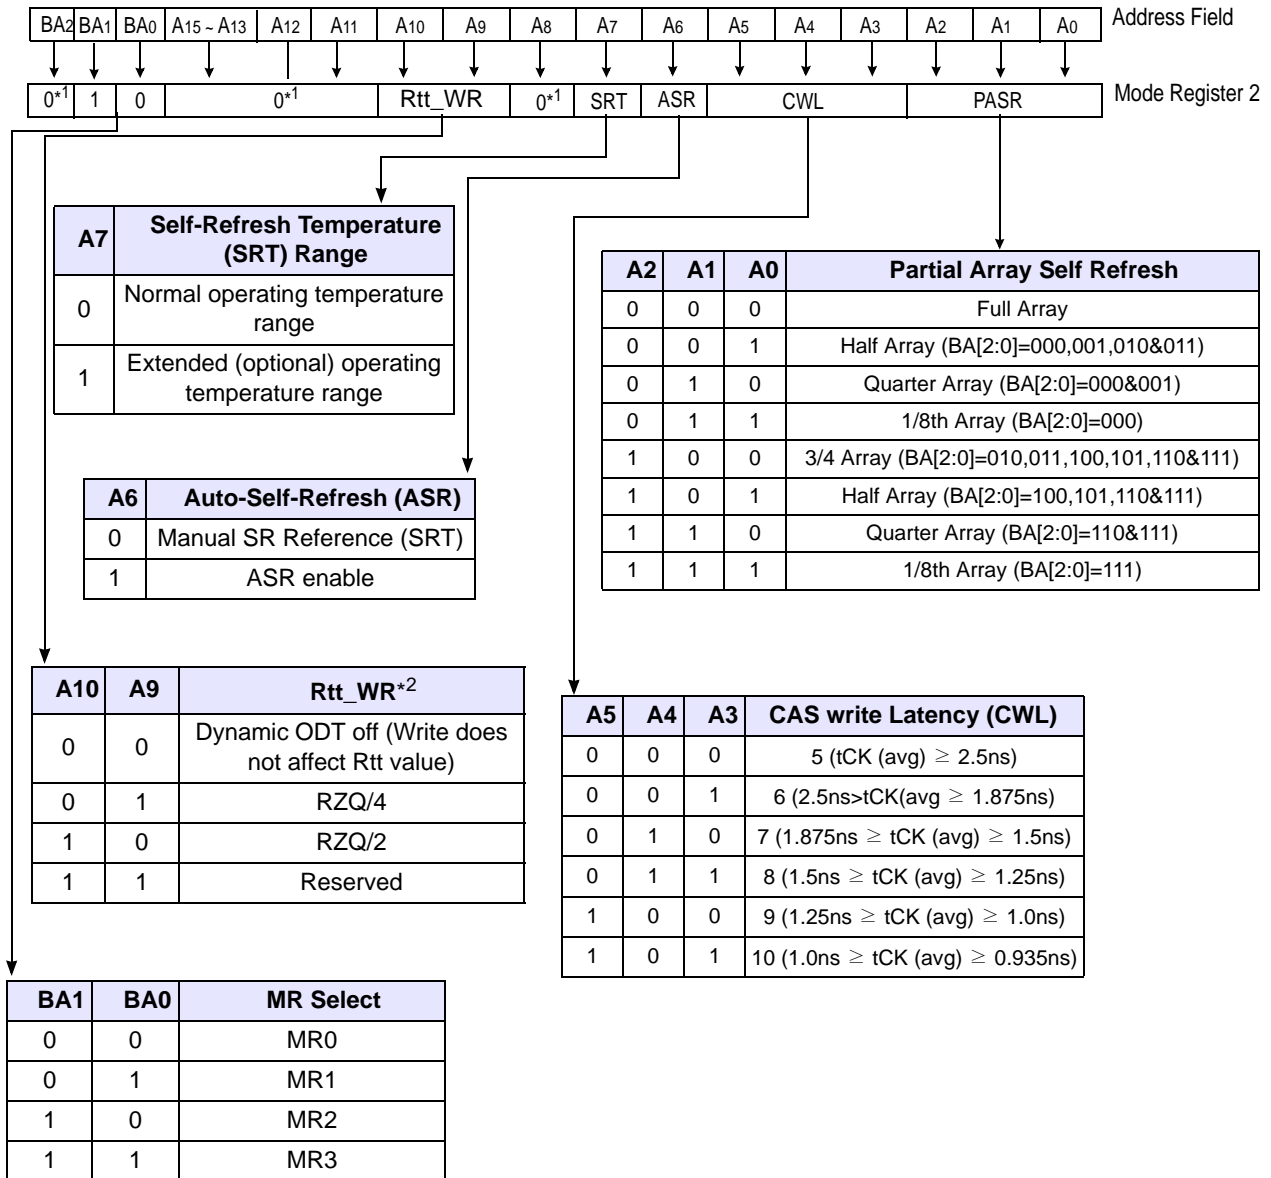 BA2 BA1 BA0 A15 ~ A13 A12 A11 A10 A9 A8 A7 A6 A5 A4 A3 A2 A1 A0 Address Field
0*1 1 0 0*1 Rtt_WR 0*1 SRT ASR CWL PASR Mode Register 2
A7 Self-Refresh Temperature
(SRT) Range
0 Normal operating temperature
range
1 Extended (optional) operating
temperature range
A2 A1 A0 Partial Array Self Refresh
0 0 0 Full Array
0 0 1 Half Array (BA[2:0]=000,001,010&011)
0 1 0 Quarter Array (BA[2:0]=000&001)
0 1 1 1/8th Array (BA[2:0]=000)
1 0 0 3/4 Array (BA[2:0]=010,011,100,101,110&111)
1 0 1 Half Array (BA[2:0]=100,101,110&111)
1 1 0 Quarter Array (BA[2:0]=110&111)
1 1 1 1/8th Array (BA[2:0]=111)
A6 Auto-Self-Refresh (ASR)
0 Manual SR Reference (SRT)
1 ASR enable
A10 A9 Rtt_WR*2
0 0 Dynamic ODT off (Write does
not affect Rtt value)
0 1 RZQ/4
1 0 RZQ/2
1 1 Reserved
A5 A4 A3 CAS write Latency (CWL)
0 0 0 5 (tCK (avg) ≥ 2.5ns)
0 0 1 6 (2.5ns>tCK(avg ≥ 1.875ns)
0 1 0 7 (1.875ns ≥ tCK (avg) ≥ 1.5ns)
0 1 1 8 (1.5ns ≥ tCK (avg) ≥ 1.25ns)
1 0 0 9 (1.25ns ≥ tCK (avg) ≥ 1.0ns)
1 0 1 10 (1.0ns ≥ tCK (avg) ≥ 0.935ns)
BA1 BA0 MR Select
0 0 MR0
0 1 MR1
1 0 MR2
1 1 MR3